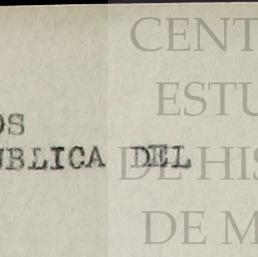 OS
UBLICA DEL
CENT
ESTU
DE HIS
DE M